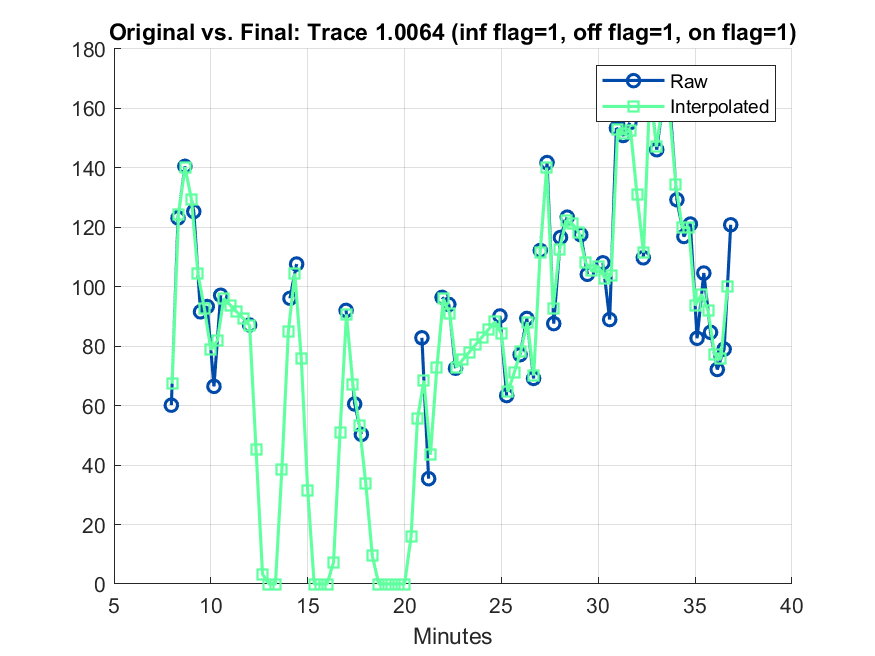 Original vs. Final: Trace 1.0064 (inf flag=1, off flag=1, on flag=1)
180
160
140
120
100
80
60
40
20
0
Raw
Interpolated
5 10 15 20 25 30 35 40
Minutes